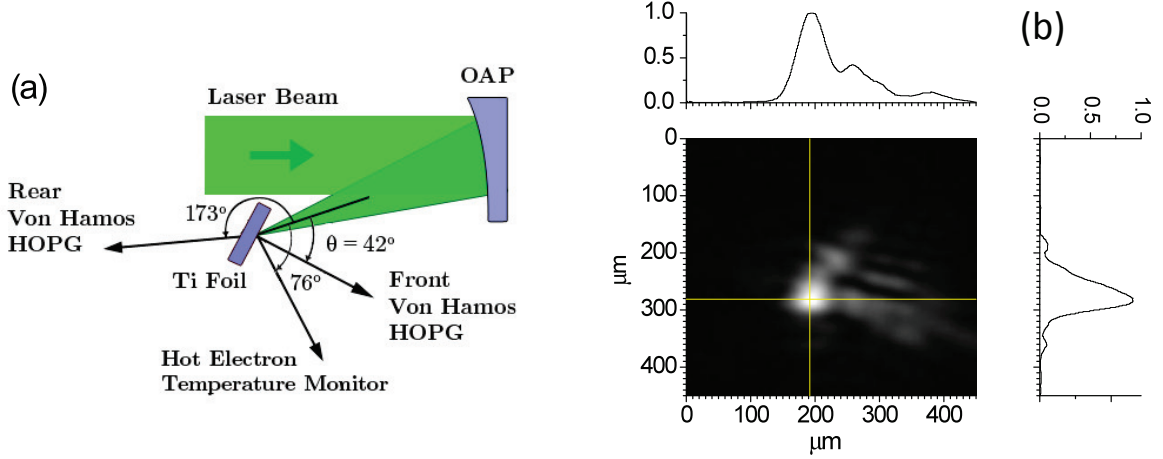 (a)
OAP
Laser Beam
Rear
Von Hamos
HOPG
173°
θ = 42°
Ti Foil
76°
Front
Von Hamos
HOPG
Hot Electron
Temperature Monitor
(b)
1.0
0.5
0.0
0.0
0.5
1.0
0
100
200
300
400
μm
0
200
300
400
μm